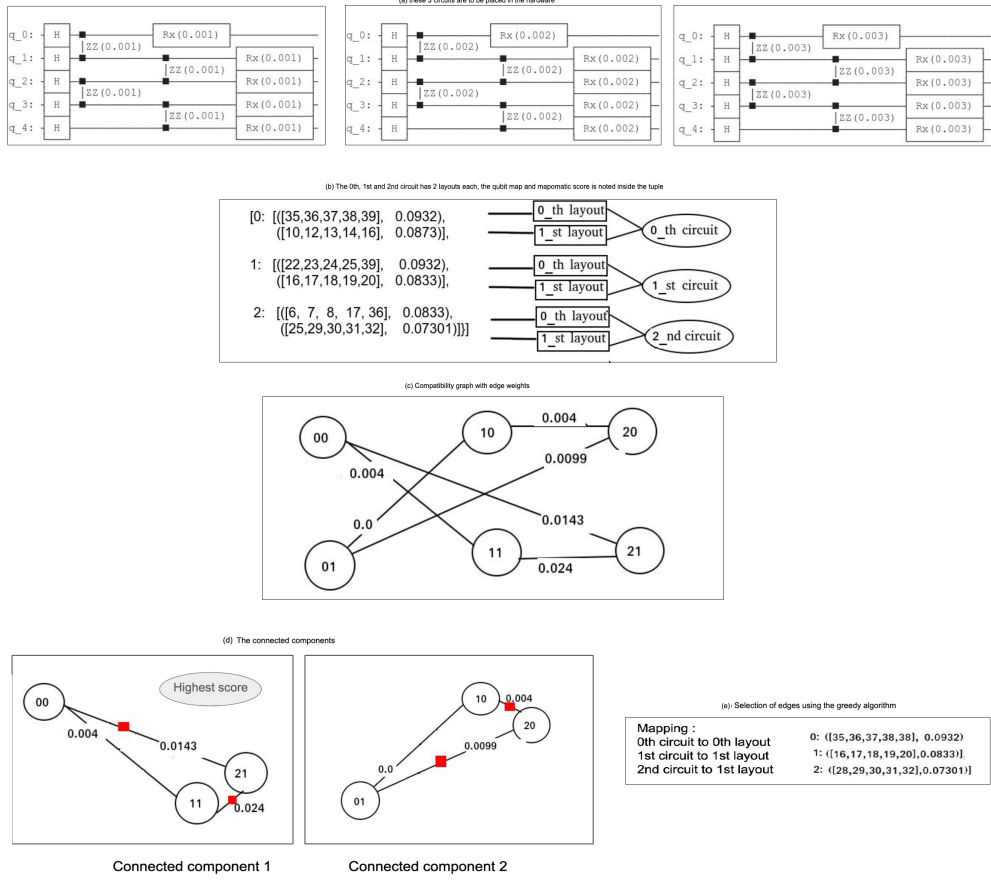 (a) these 3 circuits are to be placed in the hardware
q_0: H Rx(0.001)
ZZ(0.001)
q_1: H Rx(0.001)
ZZ(0.001)
q_2: H Rx(0.001)
ZZ(0.001)
q_3: H Rx(0.001)
ZZ(0.001)
q_4: H Rx(0.001)
q_0: H Rx(0.002)
ZZ(0.002)
q_1: H Rx(0.002)
ZZ(0.002)
q_2: H Rx(0.002)
ZZ(0.002)
q_3: H Rx(0.002)
ZZ(0.002)
q_4: H Rx(0.002)
q_0: H Rx(0.003)
ZZ(0.003)
q_1: H Rx(0.003)
ZZ(0.003)
q_2: H Rx(0.003)
ZZ(0.003)
q_3: H Rx(0.003)
ZZ(0.003)
q_4: H Rx(0.003)
(b) The 0th, 1st and 2nd circuit has 2 layouts each, the qubit map and mapomatic score is noted inside the tuple
[0: [([35,36,37,38,39], 0.0932),
([10,12,13,14,16], 0.0873)],
1: [([22,23,24,25,39], 0.0932),
([16,17,18,19,20], 0.0833)],
2: [([6, 7, 8, 17, 36], 0.0833),
([25,29,30,31,32], 0.07301)]}]
0_th layout
1_st layout
0_th circuit
0_th layout
1_st layout
1_st circuit
0_th layout
1_st layout
2_nd circuit
(c) Compatibility graph with edge weights
00
10
0.004
20
0.004
0.0099
0.0
0.0143
01
11
21
0.024
(d) The connected components
Highest score
00
0.004
0.0143
21
11
0.024
Connected component 1
10
0.004
20
0.0099
0.0
01
Connected component 2
(e) Selection of edges using the greedy algorithm
Mapping :
0th circuit to 0th layout 0: ([35,36,37,38,38], 0.0932)
1st circuit to 1st layout 1: ([16,17,18,19,20],0.0833)]
2nd circuit to 1st layout 2: ([28,29,30,31,32],0.07301)]